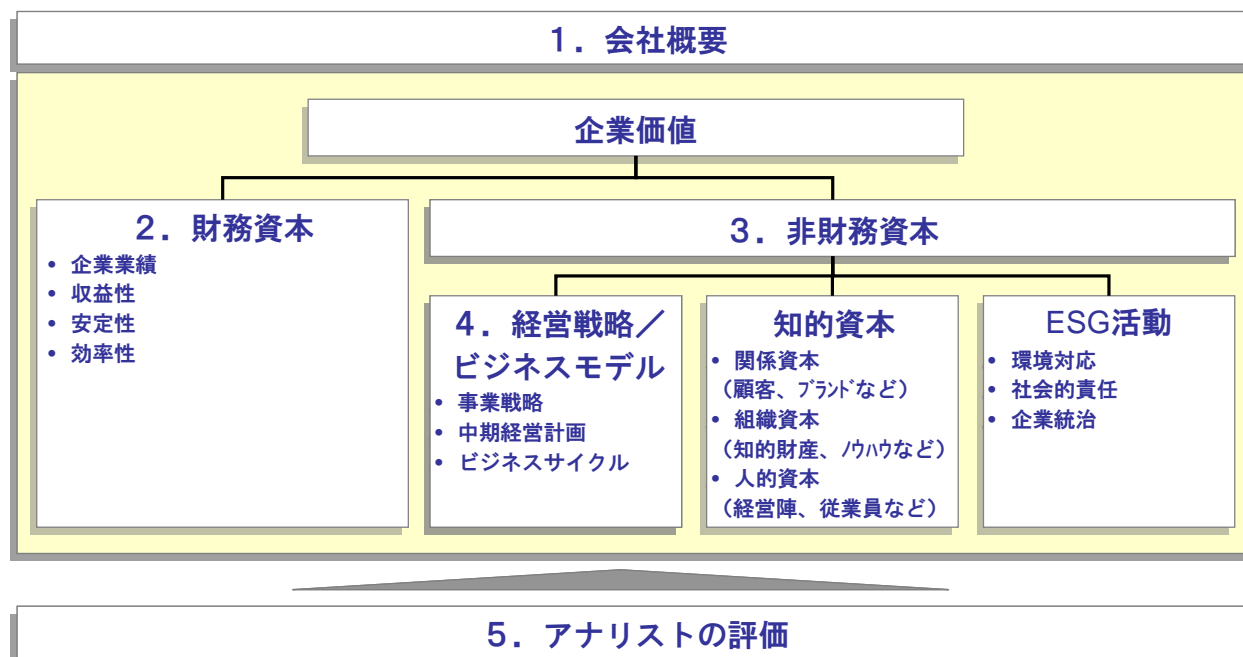 １．会社概要
企業価値
２．財務資本
• 企業業績
• 収益性
• 安定性
• 効率性
３．非財務資本
４．経営戦略／
ビジネスモデル
• 事業戦略
• 中期経営計画
• ビジネスサイクル
知的資本
• 関係資本
（顧客、ﾌﾞﾗﾝﾄﾞなど）
• 組織資本
（知的財産、ﾉｳﾊｳなど）
• 人的資本
（経営陣、従業員など）
ESG活動
• 環境対応
• 社会的責任
• 企業統治
５．アナリストの評価